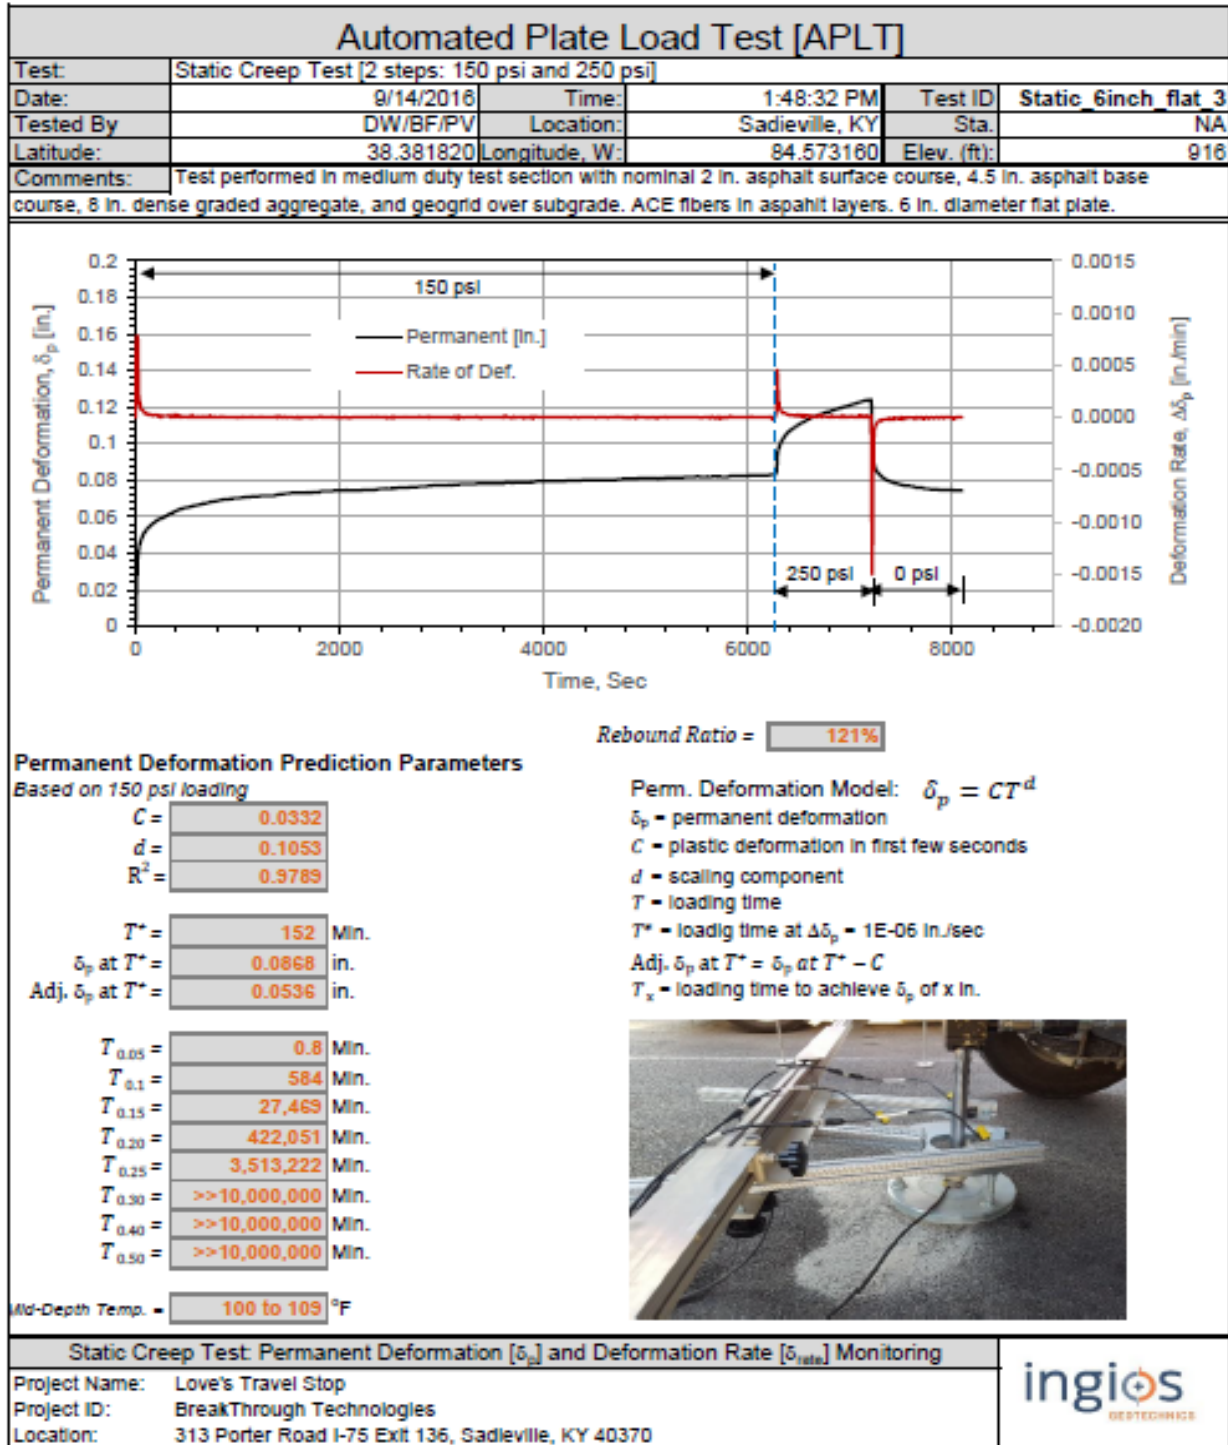 Automated Plate Load Test [APLT]
Test: Static Creep Test [2 steps: 150 psi and 250 psi]
Date: 9/14/2016 Time: 1:48:32 PM Test ID Static_6inch_flat_3
Tested By DW/BF/PV Location: Sadieville, KY Sta. NA
Latitude: 38.381820 Longitude, W: 84.573160 Elev. (ft): 916
Comments: Test performed in medium duty test section with nominal 2 in. asphalt surface course, 4.5 in. asphalt base
course, 8 in. dense graded aggregate, and geogrid over subgrade. ACE fibers in aspahlt layers. 6 in. diameter flat plate.
0.2 0.0015
150 psi
0.18 0.0010
0.16 Permanent [in.]
0.14 Rate of Def. 0.0005
0.12 0.0000
0.1 -0.0005
0.08
0.06 -0.0010
0.04 -0.0015
250 psi 0 psi
0.02
0 -0.0020
Permanent Deformation, δp [in.]
Deformation Rate, Δδp [in./min]
0 2000 4000 6000 8000
Time, Sec
Rebound Ratio = 121%
Permanent Deformation Prediction Parameters
Based on 150 psi loading
C = 0.0332
d = 0.1053
R² = 0.9789
T* = 152 Min.
δp at T* = 0.0868 in.
Adj. δp at T* = 0.0536 in.
T 0.05 = 0.8 Min.
T 0.1 = 584 Min.
T 0.15 = 27,469 Min.
T 0.20 = 422,051 Min.
T 0.25 = 3,513,222 Min.
T 0.30 = >>10,000,000 Min.
T 0.40 = >>10,000,000 Min.
T 0.50 = >>10,000,000 Min.
Mid-Depth Temp. = 100 to 109 °F
Perm. Deformation Model: δp = CT^d
δp = permanent deformation
C = plastic deformation in first few seconds
d = scaling component
T = loading time
T* = loadig time at Δδp = 1E-06 in./sec
Adj. δp at T* = δp at T* − C
Tx = loading time to achieve δp of x in.
Static Creep Test: Permanent Deformation [δp] and Deformation Rate [δrate] Monitoring
Project Name: Love's Travel Stop
Project ID: BreakThrough Technologies
Location: 313 Porter Road I-75 Exit 136, Sadieville, KY 40370
ingios
GEOTECHNICS